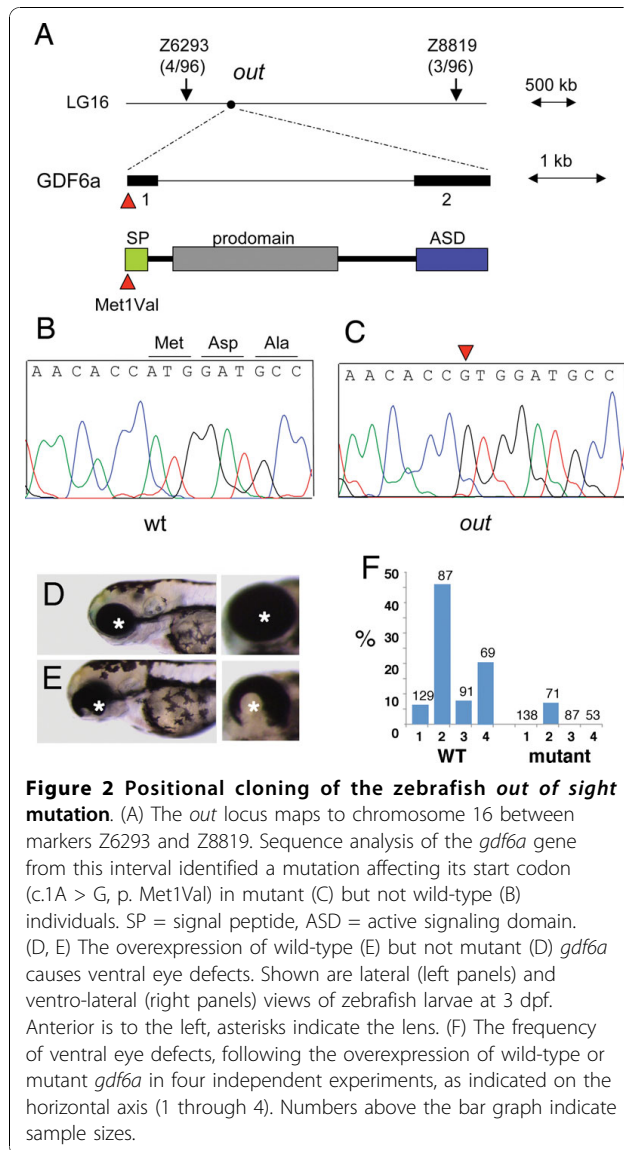 A
Z6293
(4/96)
out
Z8819
(3/96)
500 kb
LG16
1 kb
GDF6a
1
2
SP
prodomain
ASD
Met1Val
B
Met Asp Ala
A A C A C C A T G G A T G C C
wt
C
A A C A C C G T G G A T G C C
out
D
E
F
%
50
40
30
20
10
0
129
87
91
69
138
71
87
53
1 2 3 4
1 2 3 4
WT
mutant
Figure 2 Positional cloning of the zebrafish out of sight
mutation. (A) The out locus maps to chromosome 16 between
markers Z6293 and Z8819. Sequence analysis of the gdf6a gene
from this interval identified a mutation affecting its start codon
(c.1A > G, p. Met1Val) in mutant (C) but not wild-type (B)
individuals. SP = signal peptide, ASD = active signaling domain.
(D, E) The overexpression of wild-type (E) but not mutant (D) gdf6a
causes ventral eye defects. Shown are lateral (left panels) and
ventro-lateral (right panels) views of zebrafish larvae at 3 dpf.
Anterior is to the left, asterisks indicate the lens. (F) The frequency
of ventral eye defects, following the overexpression of wild-type or
mutant gdf6a in four independent experiments, as indicated on the
horizontal axis (1 through 4). Numbers above the bar graph indicate
sample sizes.